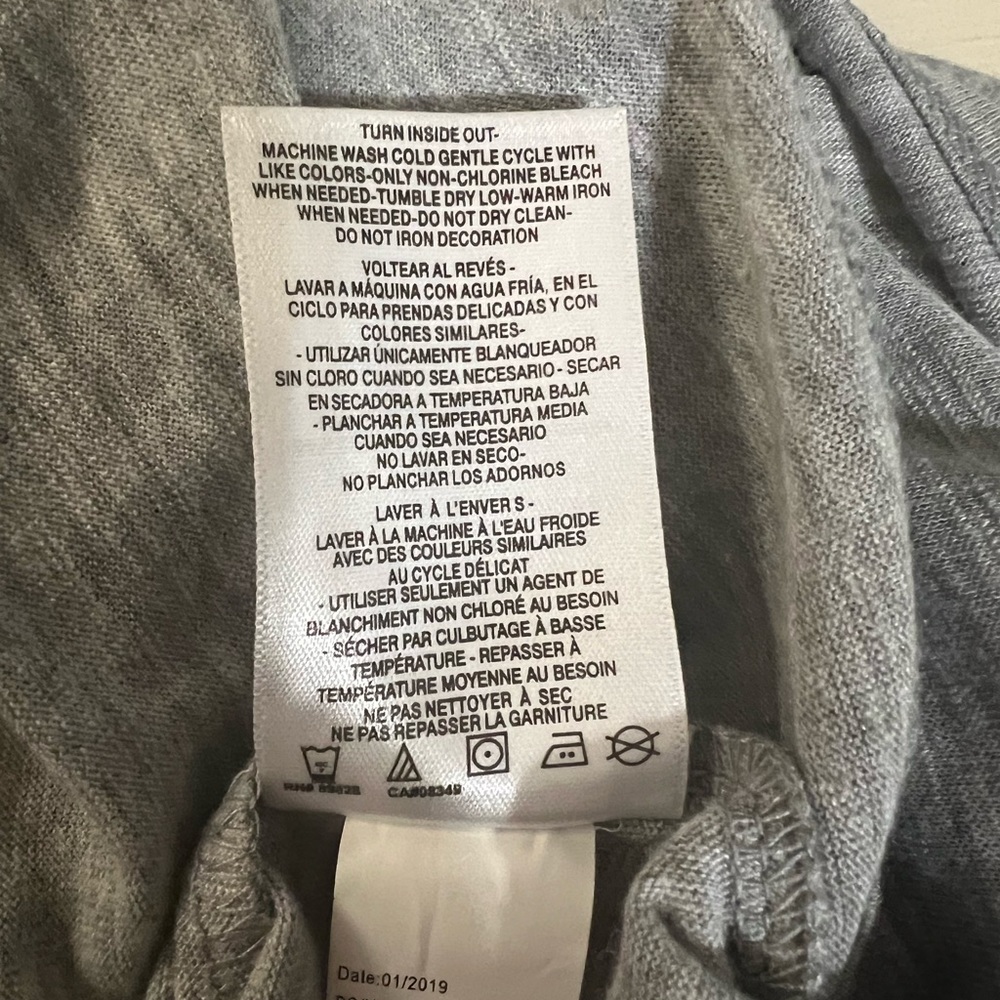 TURN INSIDE OUT-
MACHINE WASH COLD GENTLE CYCLE WITH
LIKE COLORS-ONLY NON-CHLORINE BLEACH
WHEN NEEDED-TUMBLE DRY LOW-WARM IRON
WHEN NEEDED-DO NOT DRY CLEAN-
DO NOT IRON DECORATION
VOLTEAR AL REVÉS -
LAVAR A MÁQUINA CON AGUA FRÍA, EN EL
CICLO PARA PRENDAS DELICADAS Y CON
COLORES SIMILARES-
- UTILIZAR ÚNICAMENTE BLANQUEADOR
SIN CLORO CUANDO SEA NECESARIO - SECAR
EN SECADORA A TEMPERATURA BAJA
- PLANCHAR A TEMPERATURA MEDIA
CUANDO SEA NECESARIO
NO LAVAR EN SECO-
NO PLANCHAR LOS ADORNOS
LAVER À L'ENVER S -
LAVER À LA MACHINE À L'EAU FROIDE
AVEC DES COULEURS SIMILAIRES
AU CYCLE DÉLICAT
- UTILISER SEULEMENT UN AGENT DE
BLANCHIMENT NON CHLORÉ AU BESOIN
- SÉCHER PAR CULBUTAGE À BASSE
TEMPÉRATURE - REPASSER À
TEMPÉRATURE MOYENNE AU BESOIN
NE PAS NETTOYER À SEC
NE PAS REPASSER LA GARNITURE
CA#08349
Date:01/2019